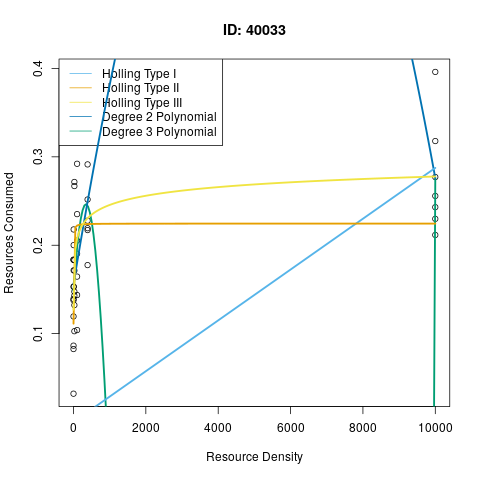 ID: 40033
0.4
0.3
0.2
0.1
Resources Consumed
Holling Type I
Holling Type II
Holling Type III
Degree 2 Polynomial
Degree 3 Polynomial
0 2000 4000 6000 8000 10000
Resource Density